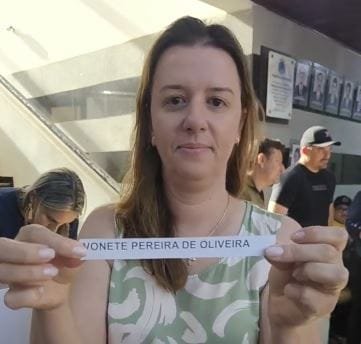 VONETE PEREIRA DE OLIVEIRA